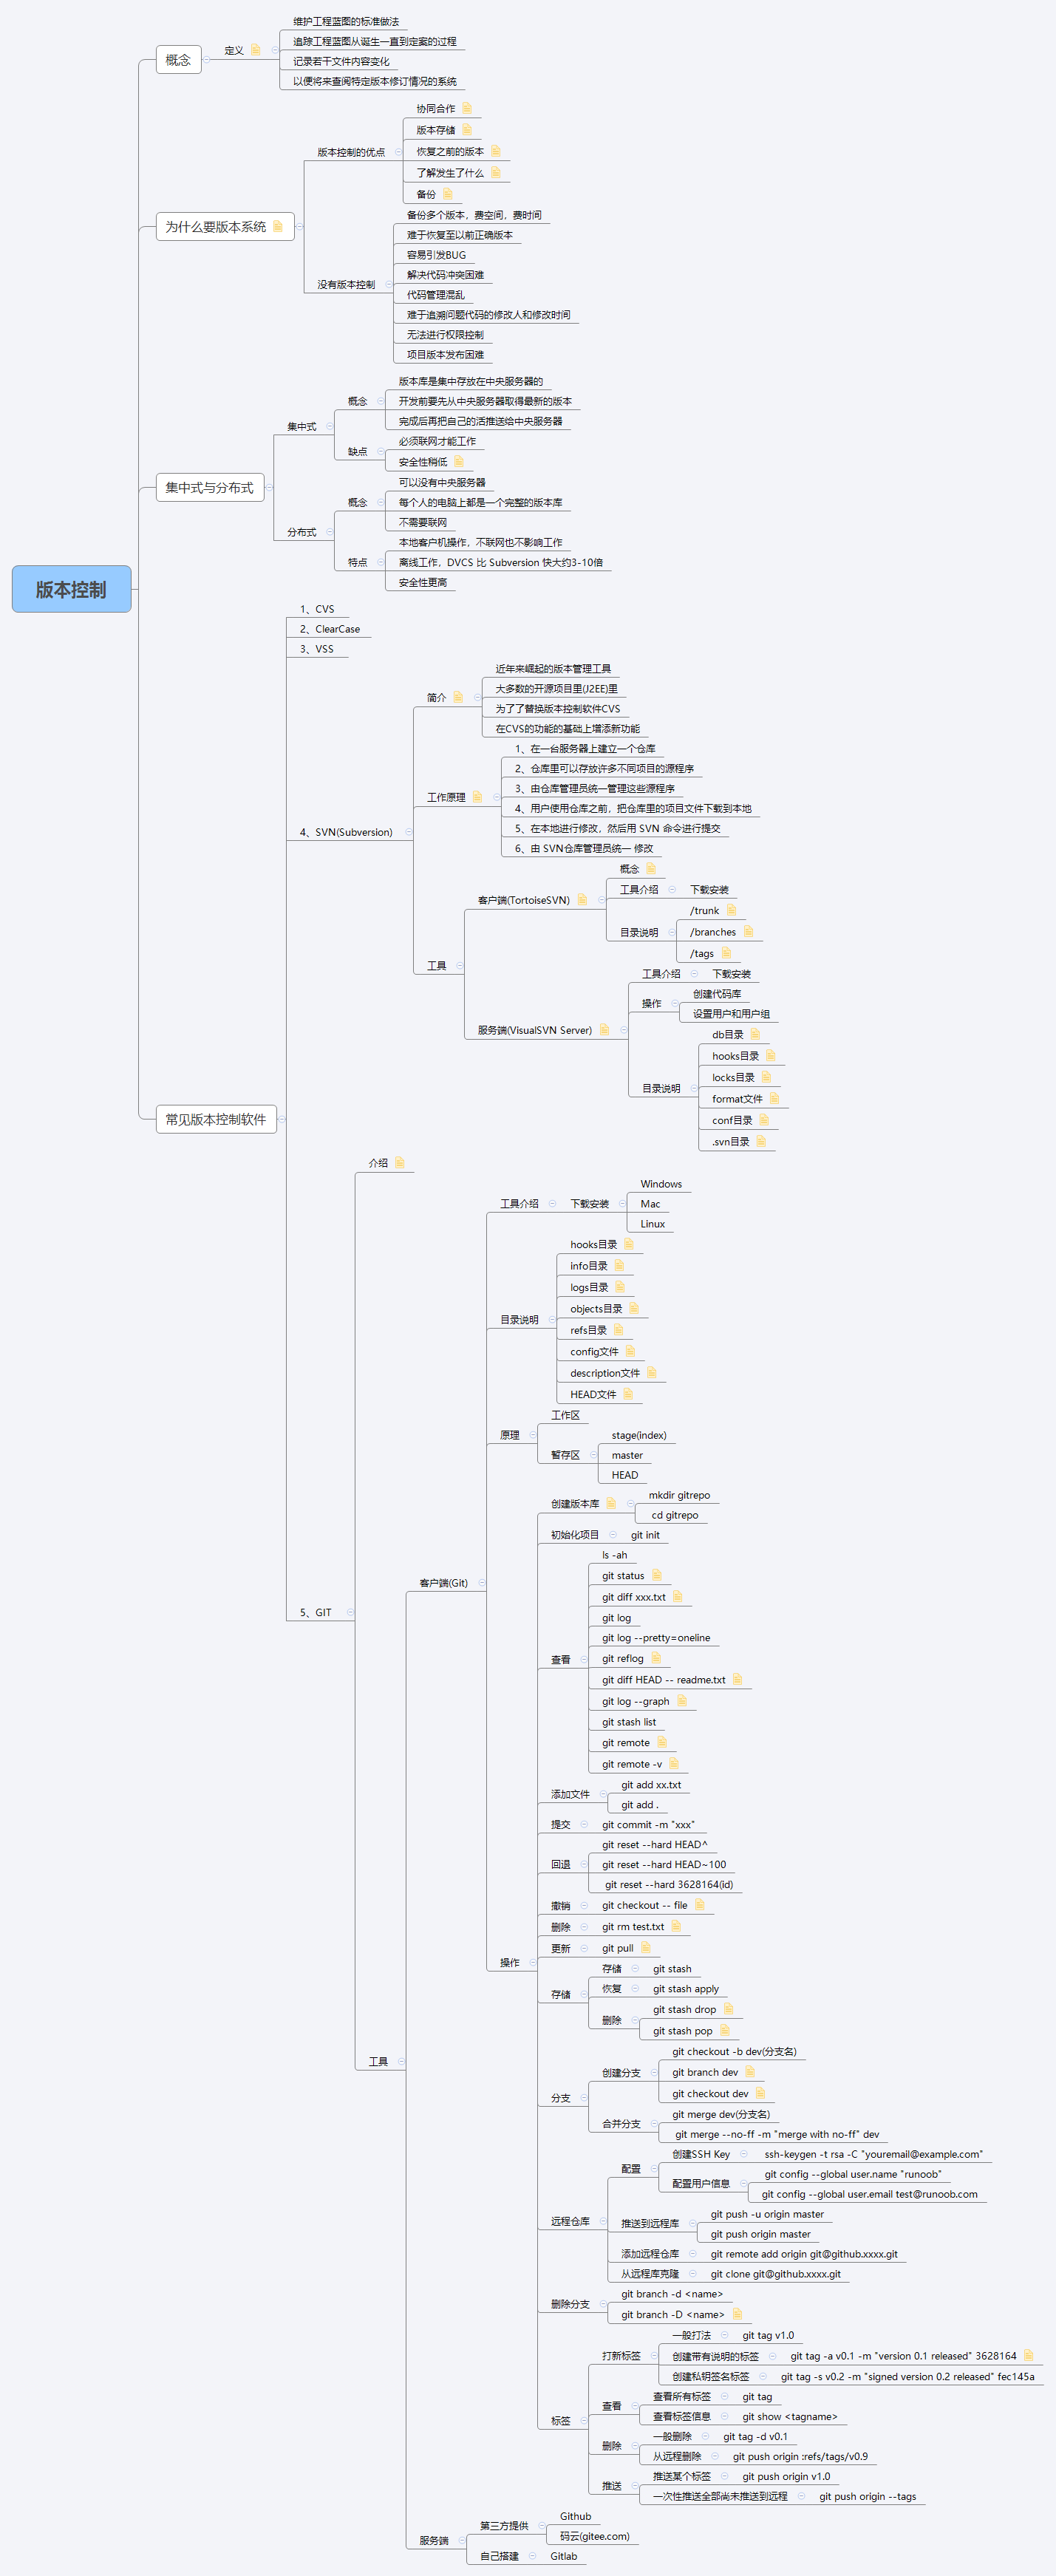 版本控制
概念
定义
维护工程蓝图的标准做法
追踪工程蓝图从诞生一直到定案的过程
记录若干文件内容变化
以便将来查阅特定版本修订情况的系统
为什么要版本系统
版本控制的优点
协同合作
版本存储
恢复之前的版本
了解发生了什么
备份
没有版本控制
备份多个版本，费空间，费时间
难于恢复至以前正确版本
容易引发BUG
解决代码冲突困难
代码管理混乱
难于追溯问题代码的修改人和修改时间
无法进行权限控制
项目版本发布困难
集中式与分布式
集中式
概念
版本库是集中存放在中央服务器的
开发前要先从中央服务器取得最新的版本
完成后再把自己的活推送给中央服务器
缺点
必须联网才能工作
安全性稍低
分布式
概念
可以没有中央服务器
每个人的电脑上都是一个完整的版本库
不需要联网
特点
本地客户机操作，不联网也不影响工作
离线工作，DVCS 比 Subversion 快大约3-10倍
安全性更高
常见版本控制软件
1、CVS
2、ClearCase
3、VSS
4、SVN(Subversion)
简介
近年来崛起的版本管理工具
大多数的开源项目里(J2EE)里
为了了替换版本控制软件CVS
在CVS的功能的基础上增添新功能
工作原理
1、在一台服务器上建立一个仓库
2、仓库里可以存放许多不同项目的源程序
3、由仓库管理员统一管理这些源程序
4、用户使用仓库之前，把仓库里的项目文件下载到本地
5、在本地进行修改，然后用 SVN 命令进行提交
6、由 SVN仓库管理员统一 修改
工具
客户端(TortoiseSVN)
概念
工具介绍
下载安装
目录说明
/trunk
/branches
/tags
服务端(VisualSVN Server)
工具介绍
下载安装
操作
创建代码库
设置用户和用户组
目录说明
db目录
hooks目录
locks目录
format文件
conf目录
.svn目录
5、GIT
介绍
工具
客户端(Git)
工具介绍
下载安装
Windows
Mac
Linux
目录说明
hooks目录
info目录
logs目录
objects目录
refs目录
config文件
description文件
HEAD文件
原理
工作区
暂存区
stage(index)
master
HEAD
操作
创建版本库
mkdir gitrepo
cd gitrepo
初始化项目
git init
查看
ls -ah
git status
git diff xxx.txt
git log
git log --pretty=oneline
git reflog
git diff HEAD -- readme.txt
git log --graph
git stash list
git remote
git remote -v
添加文件
git add xx.txt
git add .
提交
git commit -m "xxx"
回退
git reset --hard HEAD^
git reset --hard HEAD~100
git reset --hard 3628164(id)
撤销
git checkout -- file
删除
git rm test.txt
更新
git pull
存储
存储
git stash
恢复
git stash apply
删除
git stash drop
git stash pop
分支
创建分支
git checkout -b dev(分支名)
git branch dev
git checkout dev
合并分支
git merge dev(分支名)
git merge --no-ff -m "merge with no-ff" dev
远程仓库
配置
创建SSH Key
ssh-keygen -t rsa -C "youremail@example.com"
配置用户信息
git config --global user.name "runoob"
git config --global user.email test@runoob.com
推送到远程库
git push -u origin master
git push origin master
添加远程仓库
git remote add origin git@github.xxxx.git
从远程库克隆
git clone git@github.xxxx.git
删除分支
git branch -d <name>
git branch -D <name>
标签
打新标签
一般打法
git tag v1.0
创建带有说明的标签
git tag -a v0.1 -m "version 0.1 released" 3628164
创建私钥签名标签
git tag -s v0.2 -m "signed version 0.2 released" fec145a
查看
查看所有标签
git tag
查看标签信息
git show <tagname>
删除
一般删除
git tag -d v0.1
从远程删除
git push origin :refs/tags/v0.9
推送
推送某个标签
git push origin v1.0
一次性推送全部尚未推送到远程
git push origin --tags
服务端
第三方提供
Github
码云(gitee.com)
自己搭建
Gitlab